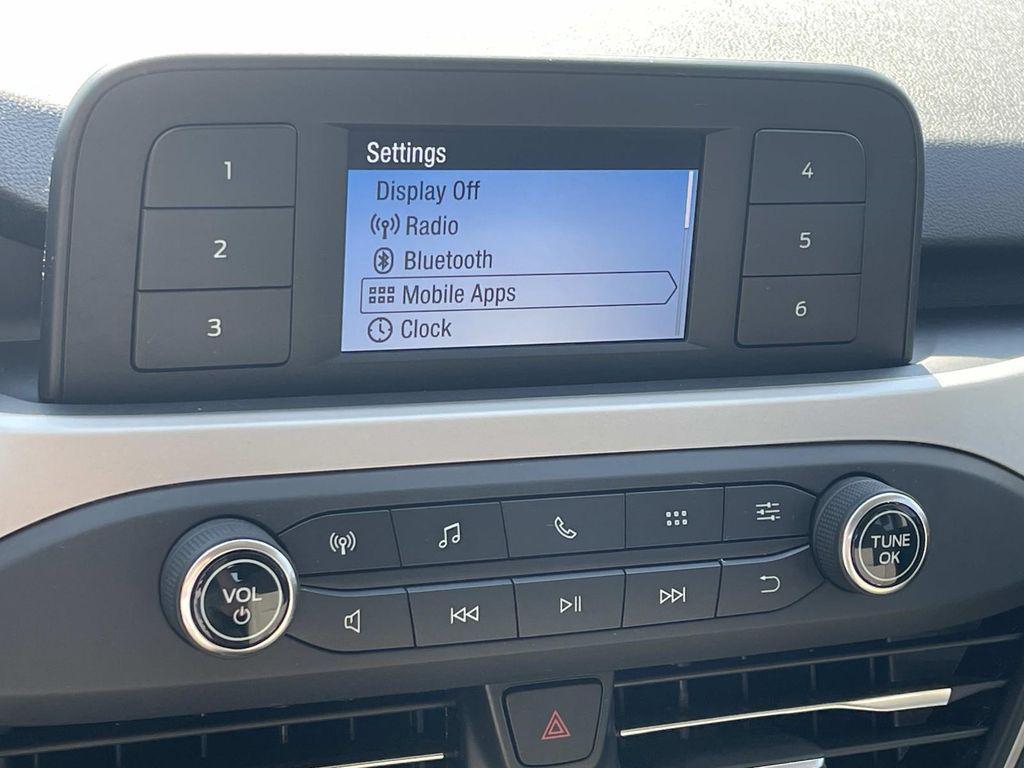 Settings
Display Off
Radio
Bluetooth
Mobile Apps
Clock
1
2
3
4
5
6
VOL
TUNE
OK